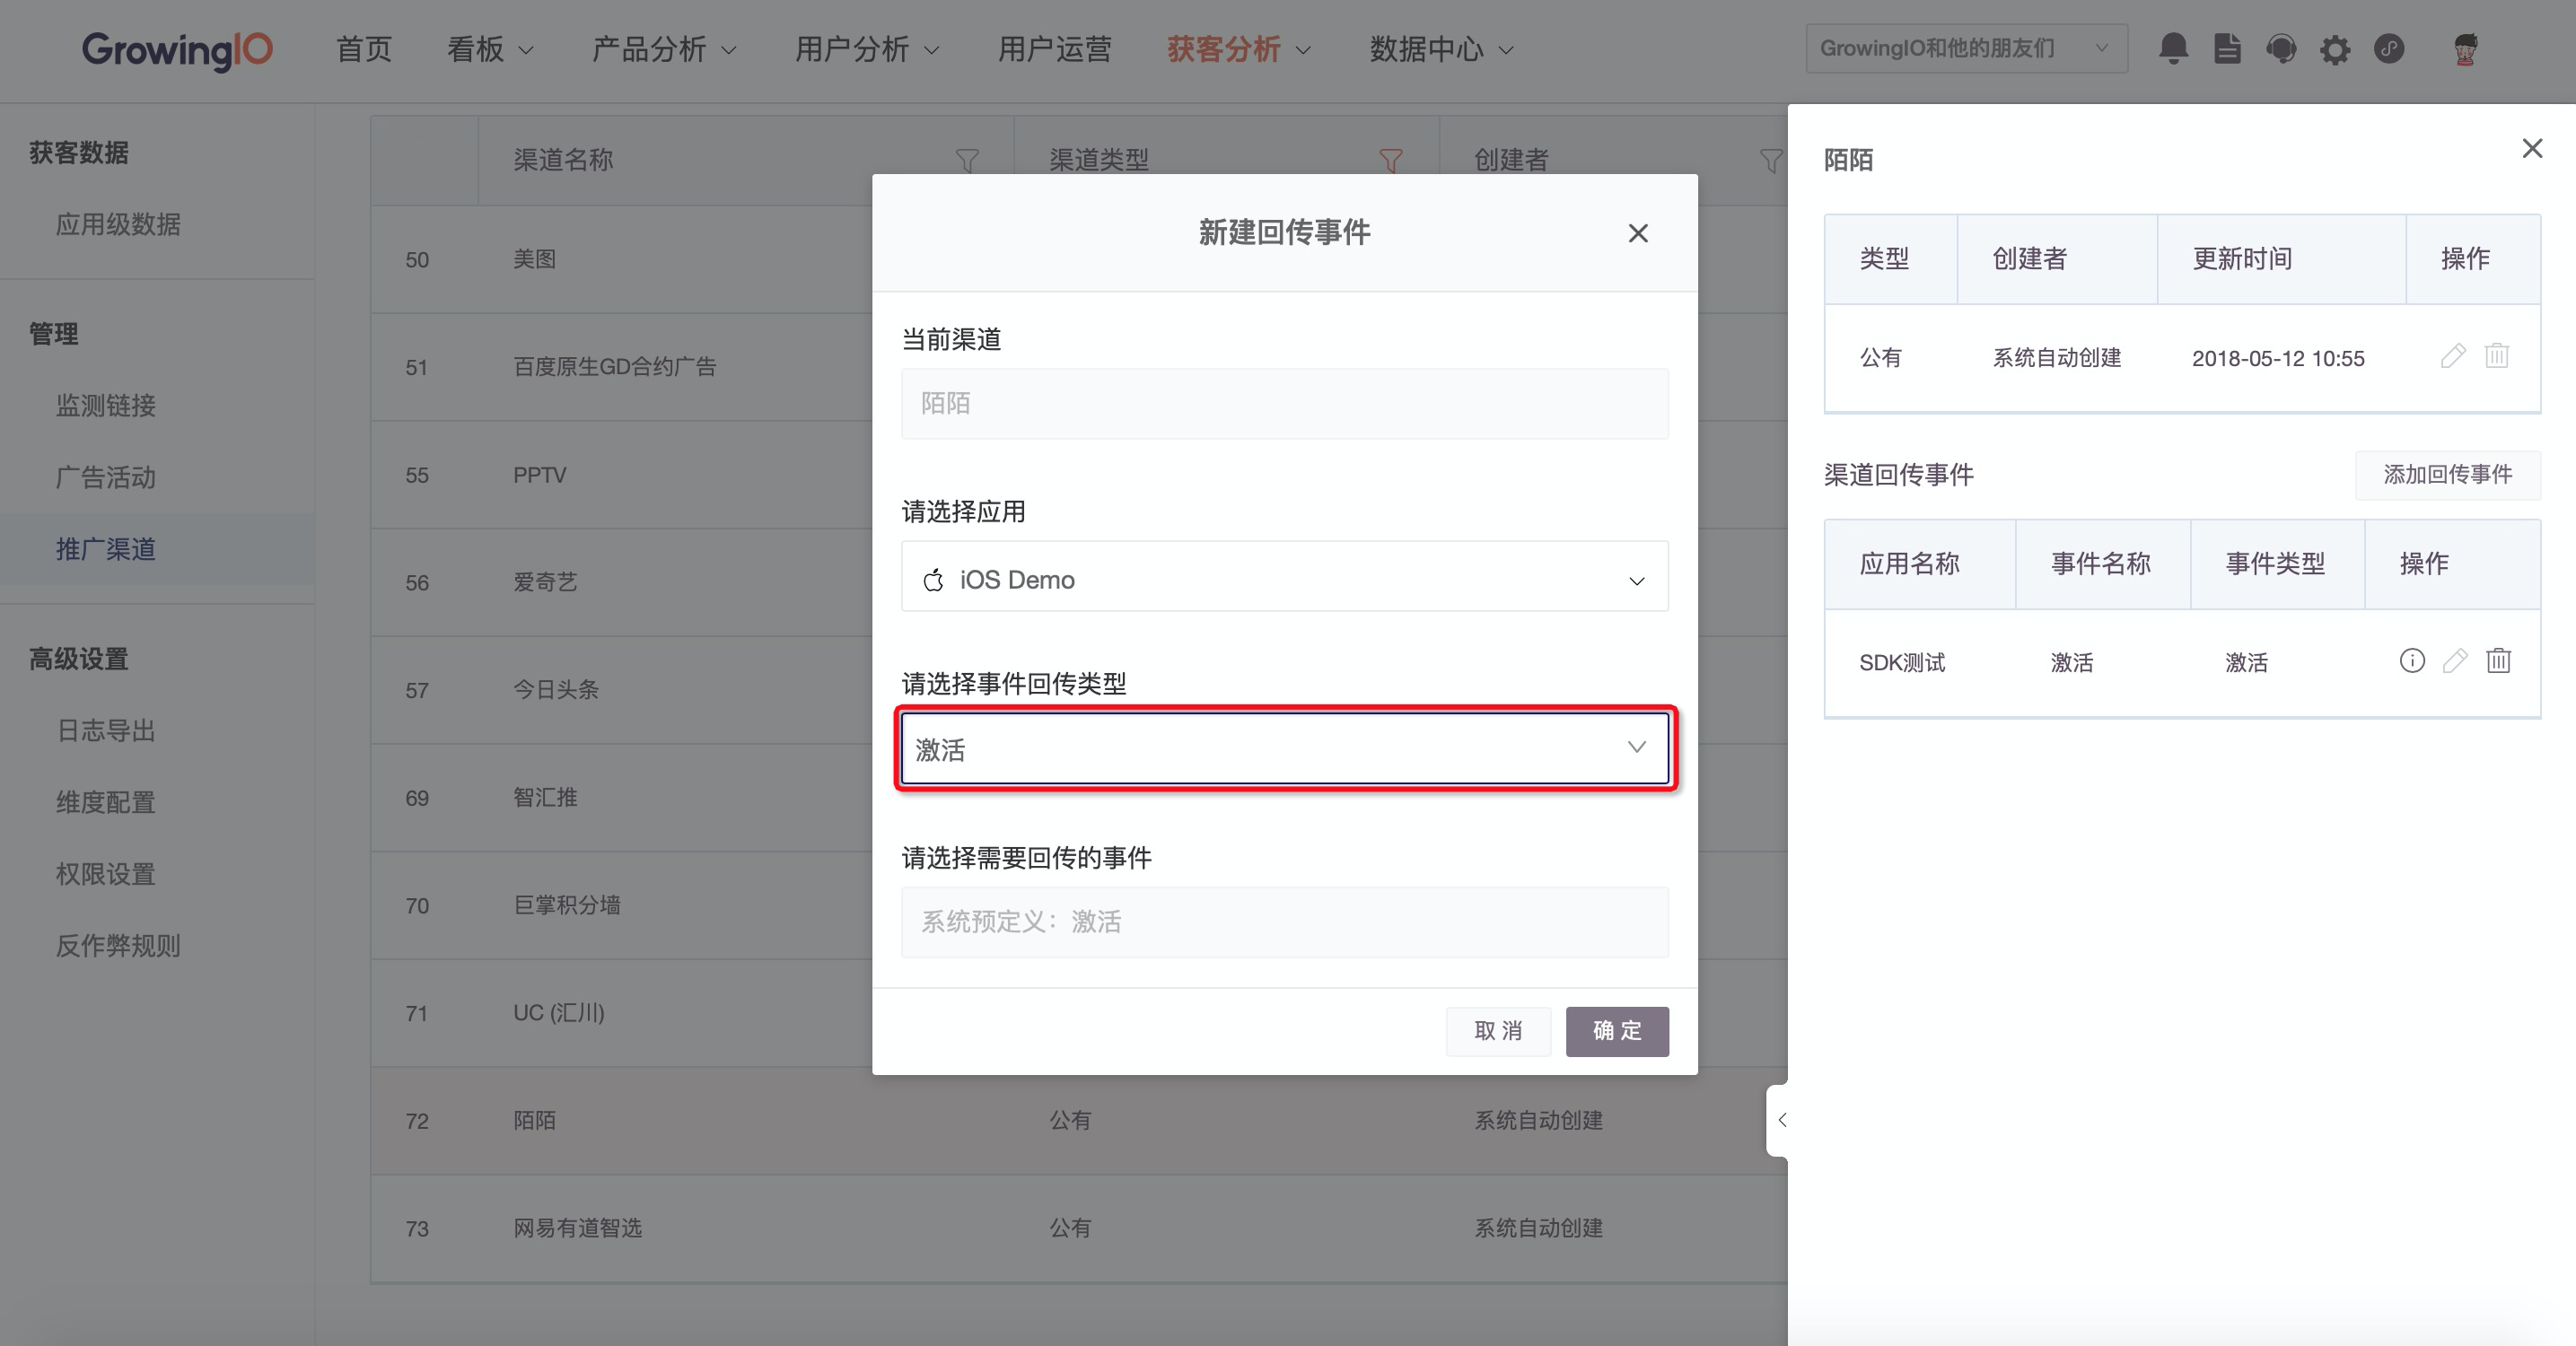 GrowingIO 首页 看板 产品分析 用户分析 用户运营 获客分析 数据中心 GrowingIO和他的朋友们
获客数据
应用级数据
管理
监测链接
广告活动
推广渠道
高级设置
日志导出
维度配置
权限设置
反作弊规则
渠道名称 渠道类型 创建者
50 美图
51 百度原生GD合约广告
55 PPTV
56 爱奇艺
57 今日头条
69 智汇推
70 巨掌积分墙
71 UC (汇川)
72 陌陌 公有 系统自动创建
73 网易有道智选 公有 系统自动创建
新建回传事件
当前渠道
陌陌
请选择应用
iOS Demo
请选择事件回传类型
激活
请选择需要回传的事件
系统预定义：激活
取 消 确 定
陌陌
类型 创建者 更新时间 操作
公有 系统自动创建 2018-05-12 10:55
渠道回传事件 添加回传事件
应用名称 事件名称 事件类型 操作
SDK测试 激活 激活